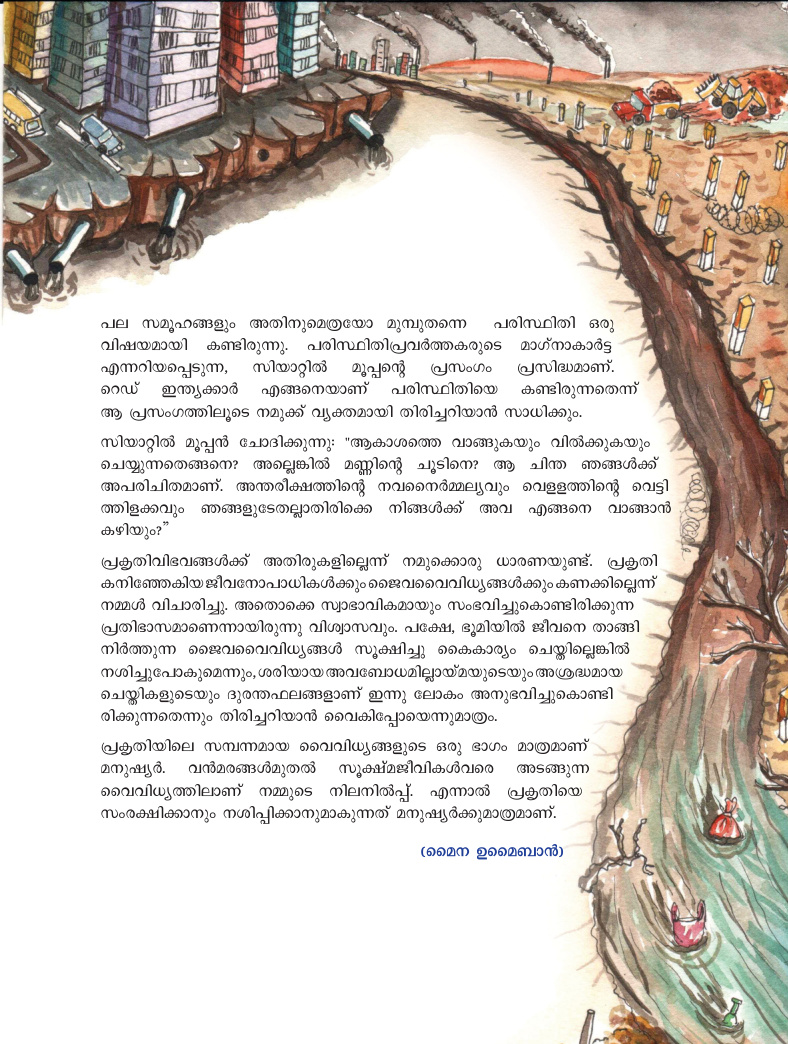 പല സമൂഹങ്ങളും അതിനുമെത്രയോ മുമ്പുതന്നെ പരിസ്ഥിതി ഒരു
വിഷയമായി കണ്ടിരുന്നു. പരിസ്ഥിതിപ്രവർത്തകരുടെ മാഗ്നാകാർട്ട
എന്നറിയപ്പെടുന്ന, സിയാറ്റിൽ മൂപ്പന്റെ പ്രസംഗം പ്രസിദ്ധമാണ്.
റെഡ് ഇന്ത്യക്കാർ എങ്ങനെയാണ് പരിസ്ഥിതിയെ കണ്ടിരുന്നതെന്ന്
ആ പ്രസംഗത്തിലൂടെ നമുക്ക് വ്യക്തമായി തിരിച്ചറിയാൻ സാധിക്കും.
സിയാറ്റിൽ മൂപ്പൻ ചോദിക്കുന്നു: "ആകാശത്തെ വാങ്ങുകയും വിൽക്കുകയും
ചെയ്യുന്നതെങ്ങനെ? അല്ലെങ്കിൽ മണ്ണിന്റെ ചൂടിനെ? ആ ചിന്ത ഞങ്ങൾക്ക്
അപരിചിതമാണ്. അന്തരീക്ഷത്തിന്റെ നവനൈർമ്മല്യവും വെളളത്തിന്റെ വെട്ടി
ത്തിളക്കവും ഞങ്ങളുടേതല്ലാതിരിക്കെ നിങ്ങൾക്ക് അവ എങ്ങനെ വാങ്ങാൻ
കഴിയും?”
പ്രകൃതിവിഭവങ്ങൾക്ക് അതിരുകളില്ലെന്ന് നമുക്കൊരു ധാരണയുണ്ട്. പ്രകൃതി
കനിഞ്ഞേകിയ ജീവനോപാധികൾക്കും ജൈവവൈവിധ്യങ്ങൾക്കും കണക്കില്ലെന്ന്
നമ്മൾ വിചാരിച്ചു. അതൊക്കെ സ്വാഭാവികമായും സംഭവിച്ചുകൊണ്ടിരിക്കുന്ന
പ്രതിഭാസമാണെന്നായിരുന്നു വിശ്വാസവും. പക്ഷേ, ഭൂമിയിൽ ജീവനെ താങ്ങി
നിർത്തുന്ന ജൈവവൈവിധ്യങ്ങൾ സൂക്ഷിച്ചു കൈകാര്യം ചെയ്തില്ലെങ്കിൽ
നശിച്ചുപോകുമെന്നും, ശരിയായ അവബോധമില്ലായ്മയുടെയും അശ്രദ്ധമായ
ചെയ്തികളുടെയും ദുരന്തഫലങ്ങളാണ് ഇന്നു ലോകം അനുഭവിച്ചുകൊണ്ടി
രിക്കുന്നതെന്നും തിരിച്ചറിയാൻ വൈകിപ്പോയെന്നുമാത്രം.
പ്രകൃതിയിലെ സമ്പന്നമായ വൈവിധ്യങ്ങളുടെ ഒരു ഭാഗം മാത്രമാണ്
മനുഷ്യർ. വൻമരങ്ങൾമുതൽ സൂക്ഷ്മജീവികൾവരെ അടങ്ങുന്ന
വൈവിധ്യത്തിലാണ് നമ്മുടെ നിലനിൽപ്പ്. എന്നാൽ പ്രകൃതിയെ
സംരക്ഷിക്കാനും നശിപ്പിക്കാനുമാകുന്നത് മനുഷ്യർക്കുമാത്രമാണ്.
(മൈന ഉമൈബാൻ)